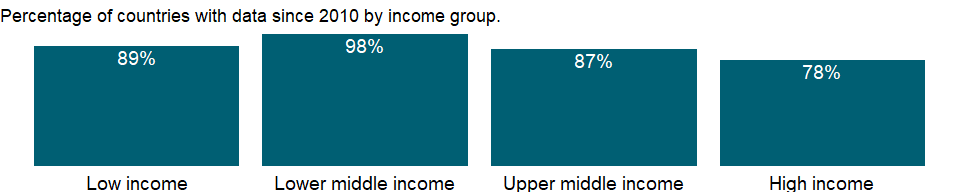 Percentage of countries with data since 2010 by income group.
89%
98%
87%
78%
Low income
Lower middle income
Upper middle income
High income